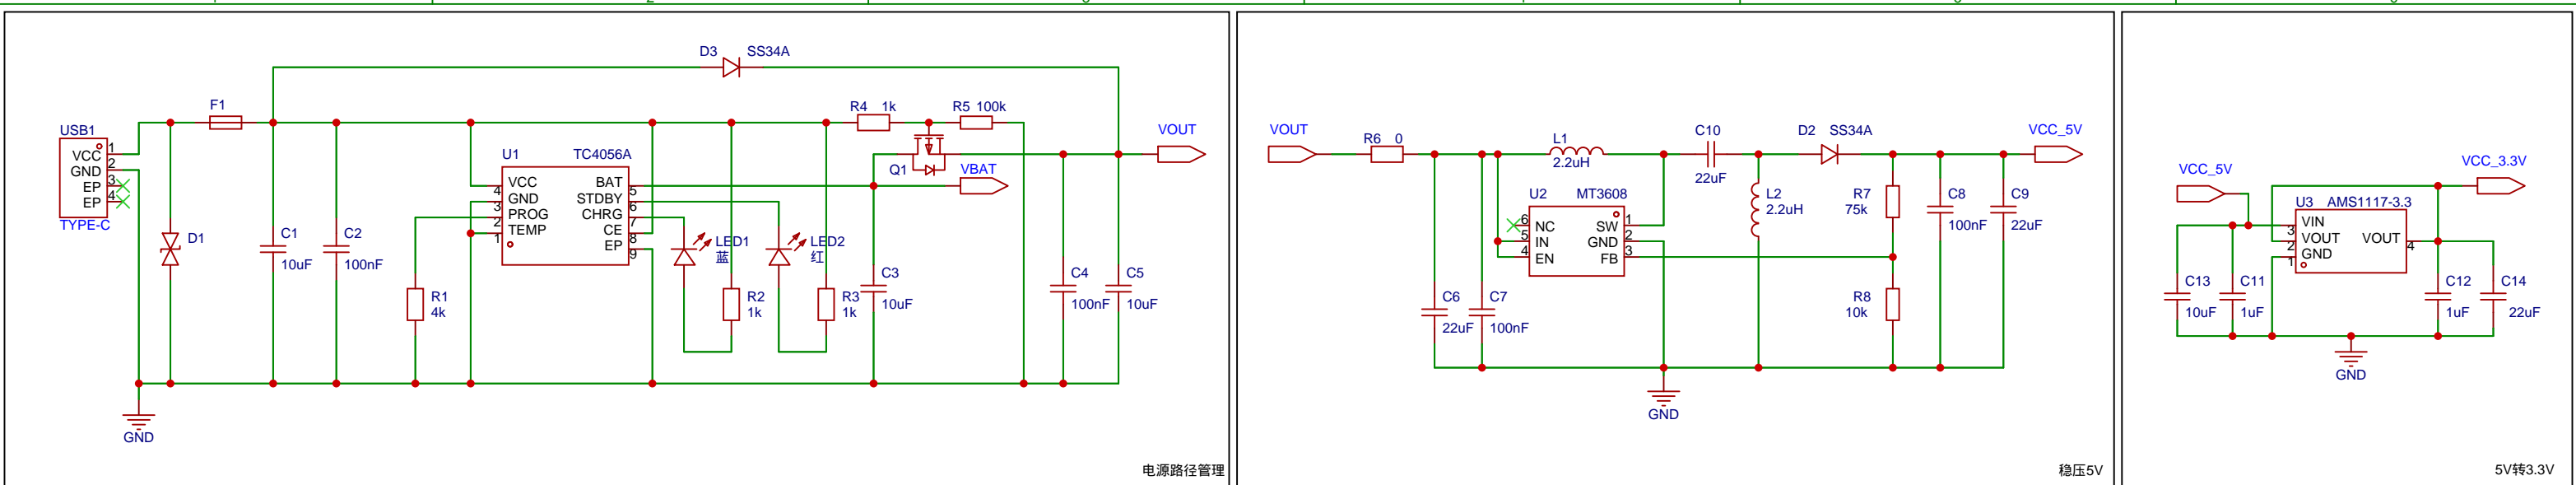 D3 SS34A
F1
R4 1k
R5 100k
USB1
VCC 1
GND 2
EP 3
EP 4
TYPE-C
D1
C1
10uF
C2
100nF
R1
4k
U1 TC4056A
4 VCC
3 GND
2 PROG
1 TEMP
BAT 5
STDBY 6
CHRG 7
CE 8
EP 9
LED1
蓝
R2
1k
LED2
红
R3
1k
Q1
VBAT
C3
10uF
C4
100nF
C5
10uF
VOUT
GND
电源路径管理
VOUT
R6 0
L1
2.2uH
C10
22uF
D2 SS34A
VCC_5V
U2 MT3608
6 NC
5 IN
4 EN
SW 1
GND 2
FB 3
L2
2.2uH
R7
75k
C8
100nF
C9
22uF
C6
22uF
C7
100nF
R8
10k
GND
稳压5V
VCC_5V
VCC_3.3V
U3 AMS1117-3.3
3 VIN
2 VOUT
1 GND
VOUT 4
C13
10uF
C11
1uF
C12
1uF
C14
22uF
GND
5V转3.3V